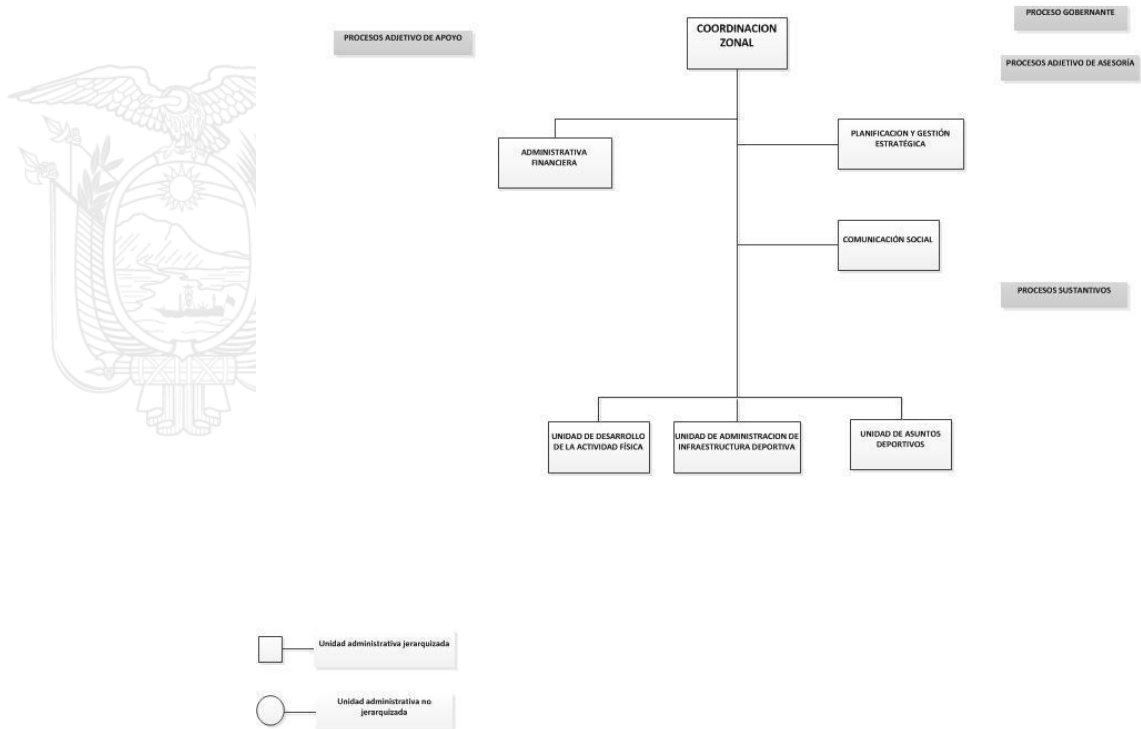 PROCESO GOBERNANTE
COORDINACION
ZONAL
PROCESOS ADJETIVO DE APOYO
PROCESOS ADJETIVO DE ASESORÍA
ADMINISTRATIVA
FINANCIERA
PLANIFICACION Y GESTIÓN
ESTRATÉGICA
COMUNICACIÓN SOCIAL
PROCESOS SUSTANTIVOS
UNIDAD DE DESARROLLO
DE LA ACTIVIDAD FÍSICA
UNIDAD DE ADMINISTRACION DE
INFRAESTRUCTURA DEPORTIVA
UNIDAD DE ASUNTOS
DEPORTIVOS
Unidad administrativa jerarquizada
Unidad administrativa no
jerarquizada